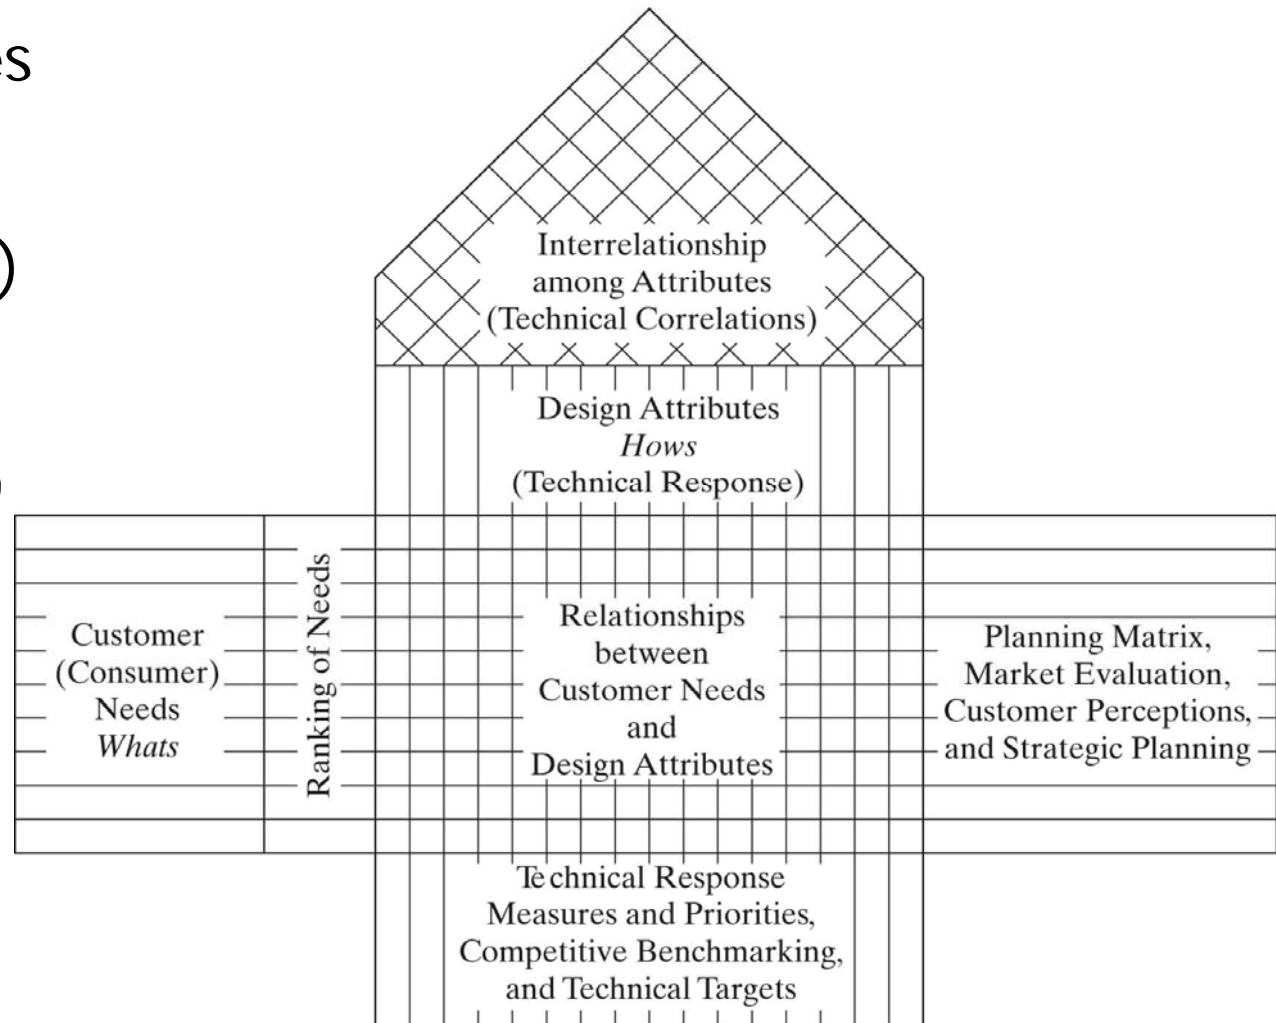 es
)
)
Interrelationship
among Attributes
(Technical Correlations)
Design Attributes
Hows
(Technical Response)
Customer
(Consumer)
Needs
Whats
Ranking of Needs
Relationships
between
Customer Needs
and
Design Attributes
Planning Matrix,
Market Evaluation,
Customer Perceptions,
and Strategic Planning
Technical Response
Measures and Priorities,
Competitive Benchmarking,
and Technical Targets